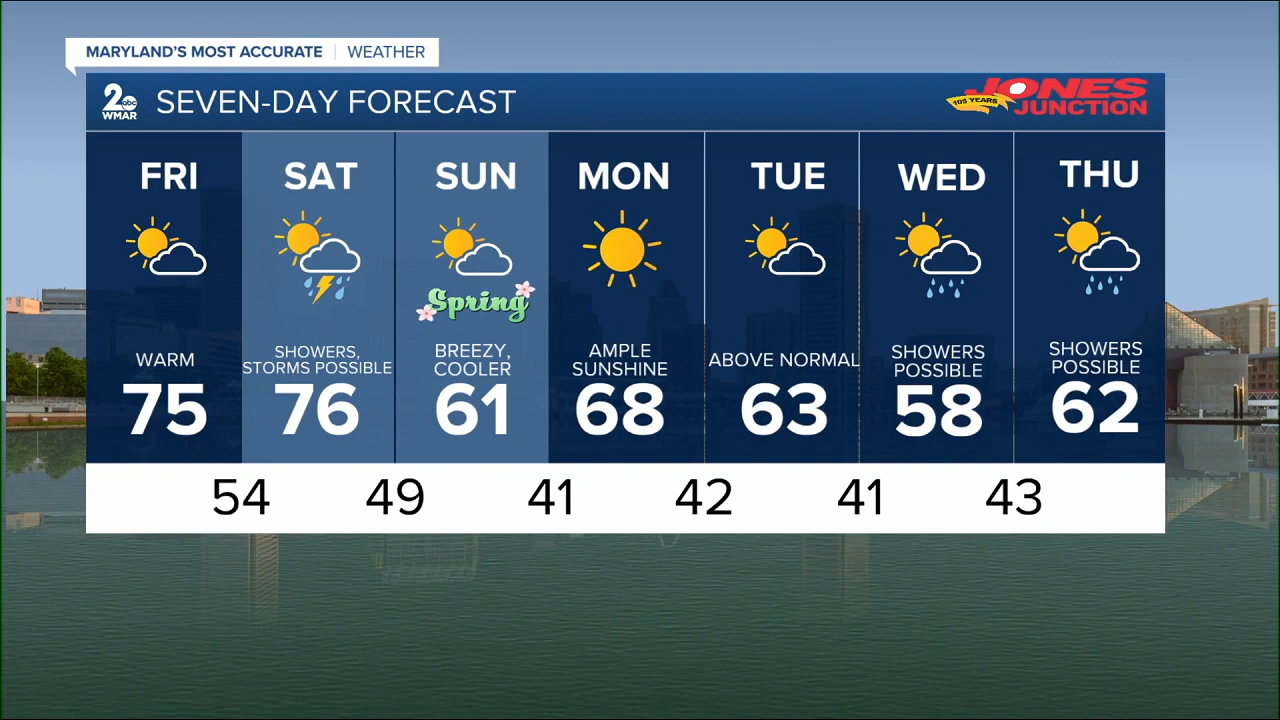 MARYLAND'S MOST ACCURATE | WEATHER
2 abc
WMAR
SEVEN-DAY FORECAST
JONES
JUNCTION
105 YEARS
FRI
SAT
SUN
MON
TUE
WED
THU
Spring
WARM
SHOWERS,
STORMS POSSIBLE
BREEZY,
COOLER
AMPLE
SUNSHINE
ABOVE NORMAL
SHOWERS
POSSIBLE
SHOWERS
POSSIBLE
75
76
61
68
63
58
62
54
49
41
42
41
43